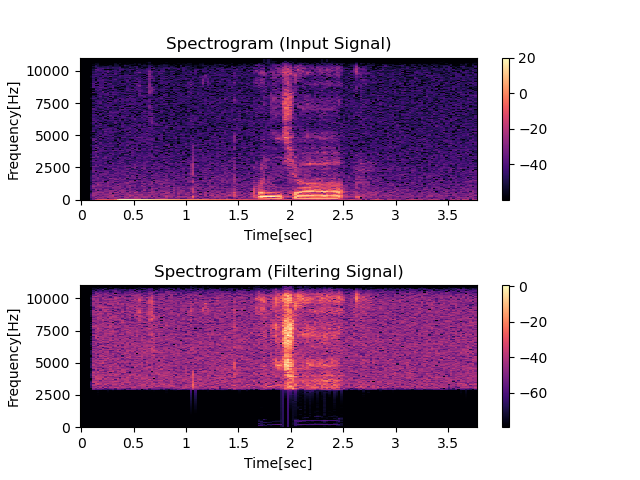 Spectrogram (Input Signal)
Frequency[Hz]
10000
7500
5000
2500
0
0 0.5 1 1.5 2 2.5 3 3.5
Time[sec]
20
0
−20
−40
Spectrogram (Filtering Signal)
Frequency[Hz]
10000
7500
5000
2500
0
0 0.5 1 1.5 2 2.5 3 3.5
Time[sec]
0
−20
−40
−60